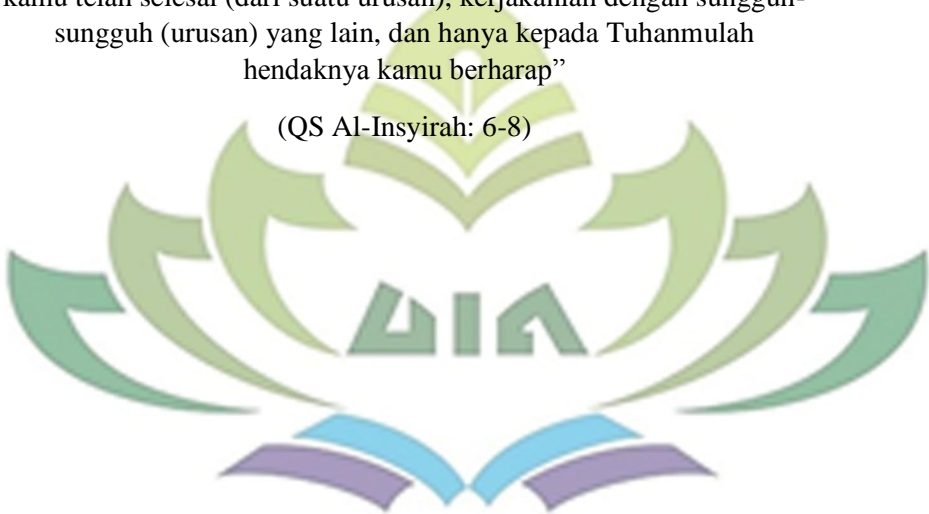 kamu telah selesai (dari suatu urusan), kerjakanlah dengan sungguh-
sungguh (urusan) yang lain, dan hanya kepada Tuhanmulah
hendaknya kamu berharap”
(QS Al-Insyirah: 6-8)
UIN